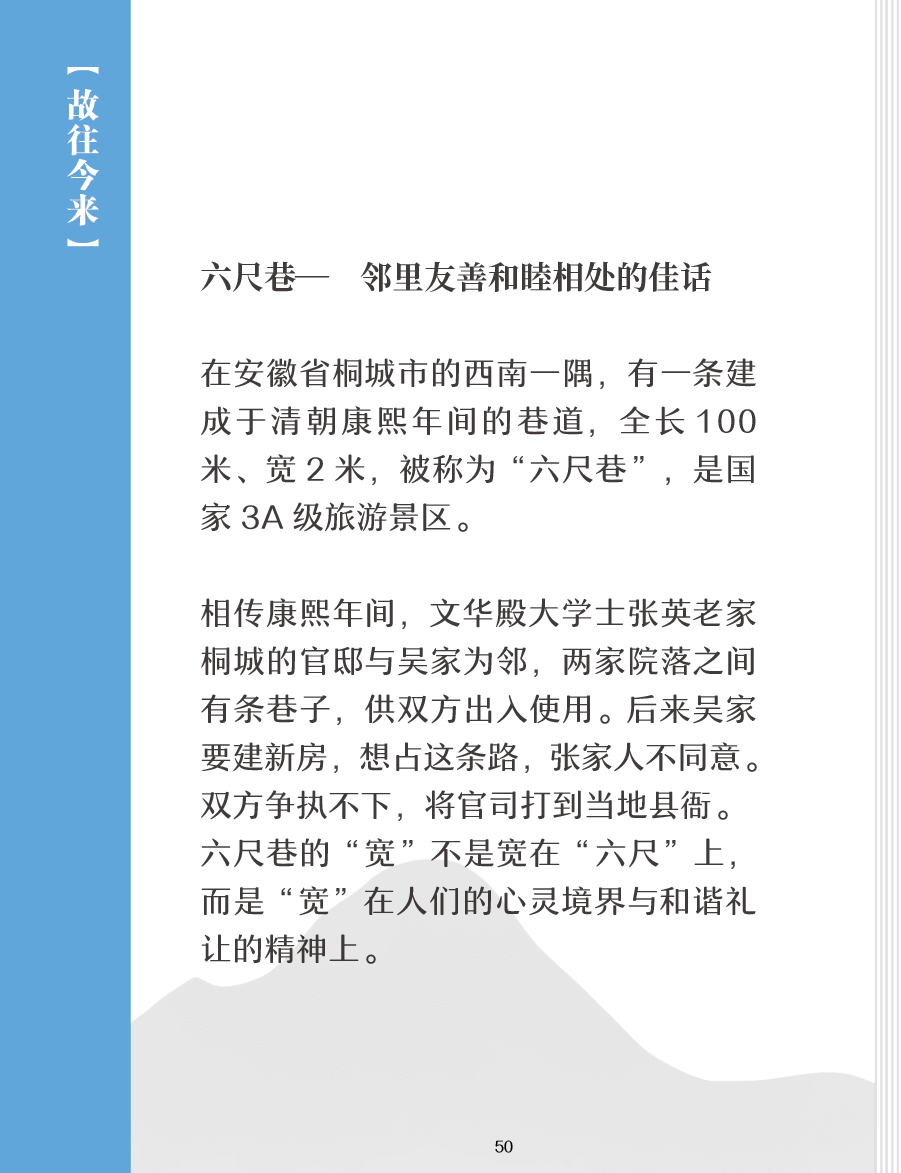 【故往今来】
六尺巷— 邻里友善和睦相处的佳话
在安徽省桐城市的西南一隅，有一条建
成于清朝康熙年间的巷道，全长 100
米、宽 2 米，被称为“六尺巷”，是国
家 3A 级旅游景区。
相传康熙年间，文华殿大学士张英老家
桐城的官邸与吴家为邻，两家院落之间
有条巷子，供双方出入使用。后来吴家
要建新房，想占这条路，张家人不同意。
双方争执不下，将官司打到当地县衙。
六尺巷的“宽”不是宽在“六尺”上，
而是“宽”在人们的心灵境界与和谐礼
让的精神上。
50